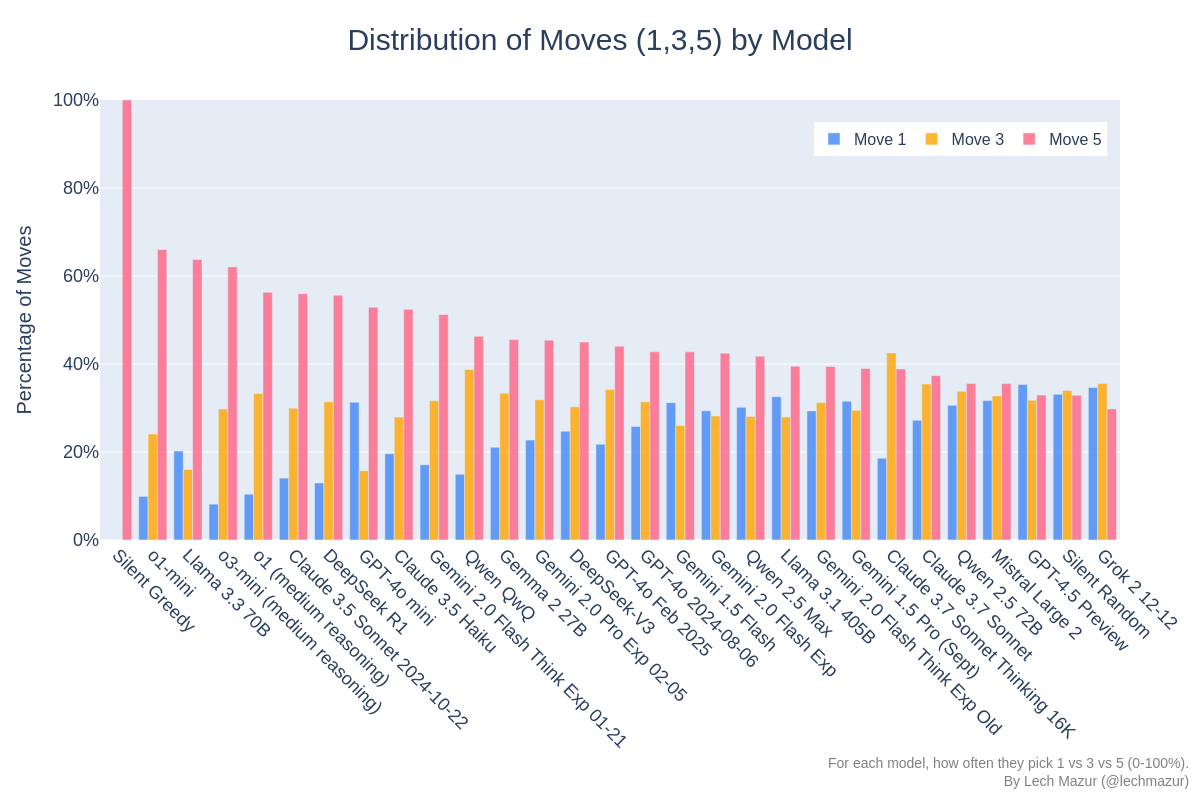 Distribution of Moves (1,3,5) by Model
Move 1
Move 3
Move 5
Percentage of Moves
100%
80%
60%
40%
20%
0%
Silent Greedy
o1-mini
Llama 3.3 70B
o3-mini (medium reasoning)
o1 (medium reasoning)
Claude 3.5 Sonnet 2024-10-22
DeepSeek R1
GPT-4o mini
Claude 3.5 Haiku
Gemini 2.0 Flash Think Exp 01-21
Qwen QwQ
Gemma 2 27B
Gemini 2.0 Pro Exp 02-05
DeepSeek-V3
GPT-4o Feb 2025
GPT-4o 2024-08-06
Gemini 1.5 Flash
Gemini 2.0 Flash Exp
Qwen 2.5 Max
Llama 3.1 405B
Gemini 2.0 Flash Think Exp Old
Gemini 1.5 Pro (Sept)
Claude 3.7 Sonnet Thinking 16K
Claude 3.7 Sonnet
Qwen 2.5 72B
Mistral Large 2
GPT-4.5 Preview
Silent Random
Grok 2 12-12
For each model, how often they pick 1 vs 3 vs 5 (0-100%).
By Lech Mazur (@lechmazur)